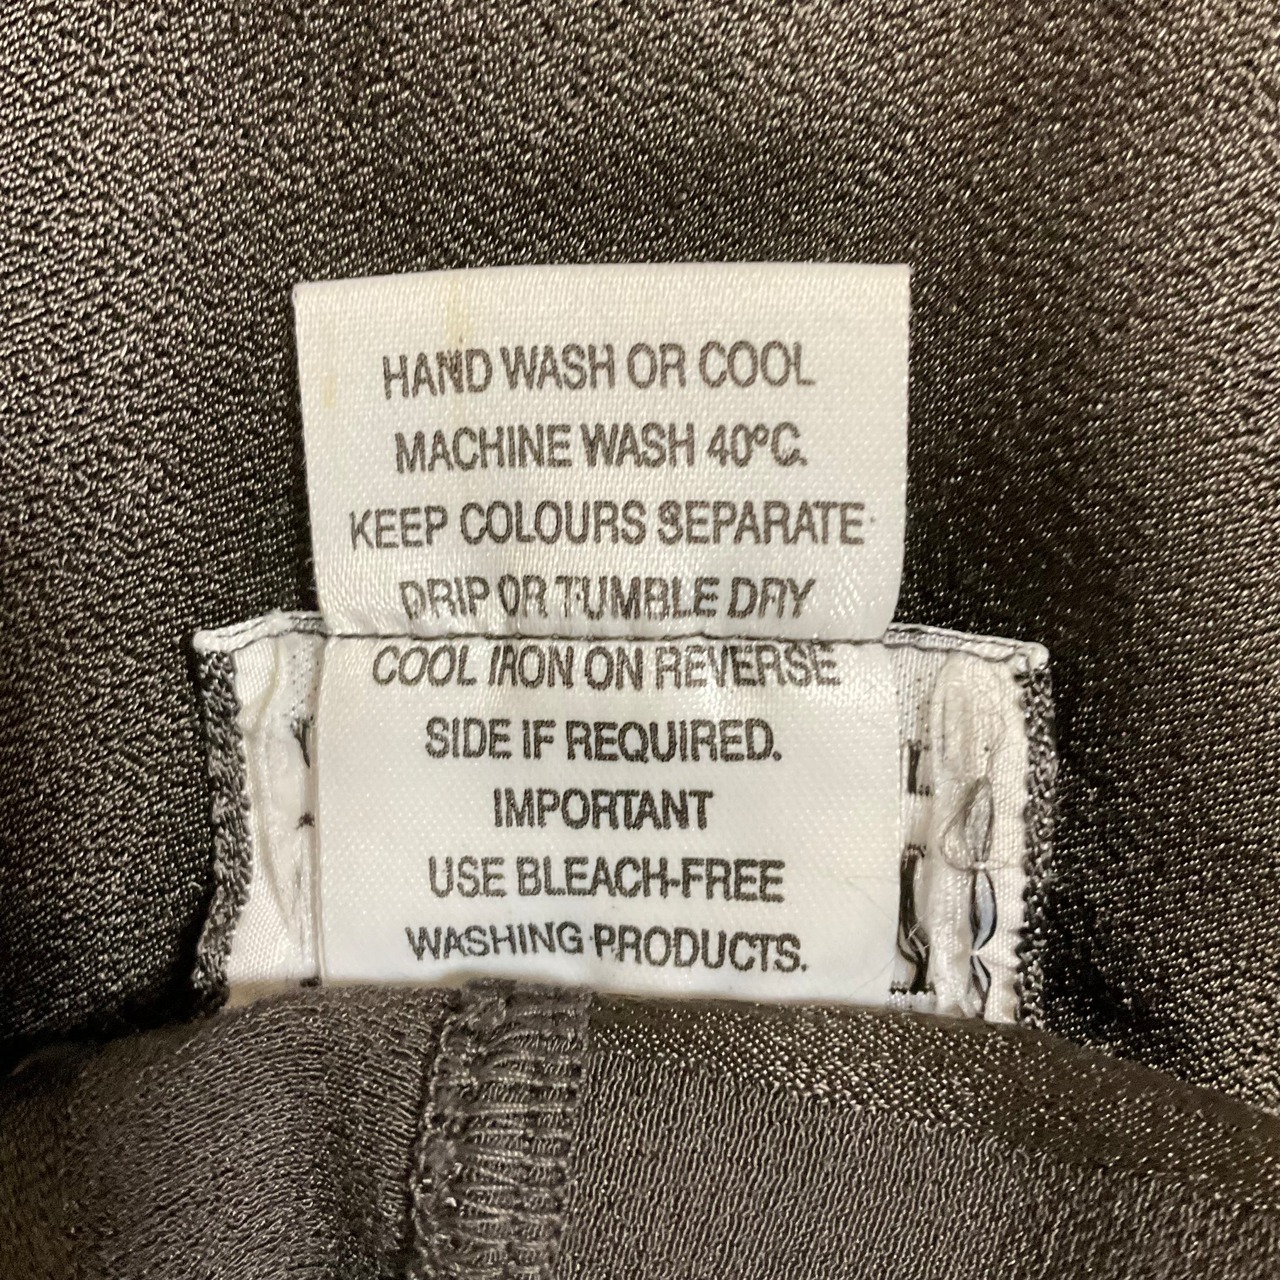 HAND WASH OR COOL
MACHINE WASH 40°C.
KEEP COLOURS SEPARATE
DRIP OR TUMBLE DRY
COOL IRON ON REVERSE
SIDE IF REQUIRED.
IMPORTANT
USE BLEACH-FREE
WASHING PRODUCTS.